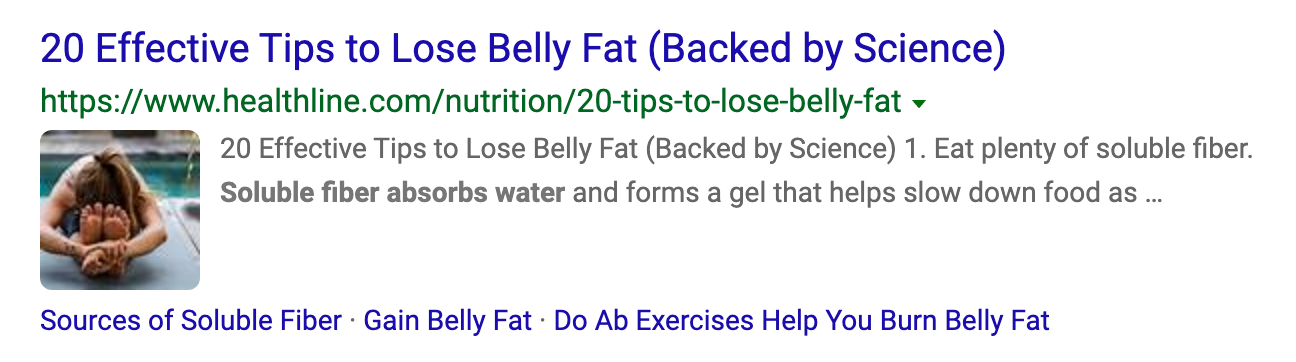 20 Effective Tips to Lose Belly Fat (Backed by Science)
https://www.healthline.com/nutrition/20-tips-to-lose-belly-fat
20 Effective Tips to Lose Belly Fat (Backed by Science) 1. Eat plenty of soluble fiber.
Soluble fiber absorbs water and forms a gel that helps slow down food as ...
Sources of Soluble Fiber · Gain Belly Fat · Do Ab Exercises Help You Burn Belly Fat